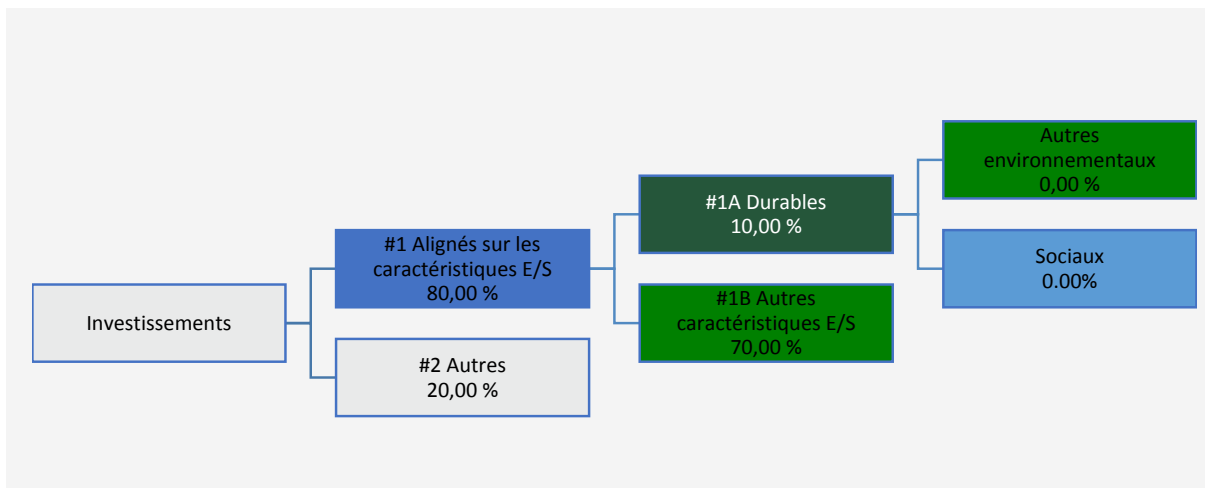 Investissements
#1 Alignés sur les
caractéristiques E/S
80,00 %
#2 Autres
20,00 %
#1A Durables
10,00 %
#1B Autres
caractéristiques E/S
70,00 %
Autres
environnementaux
0,00 %
Sociaux
0.00%